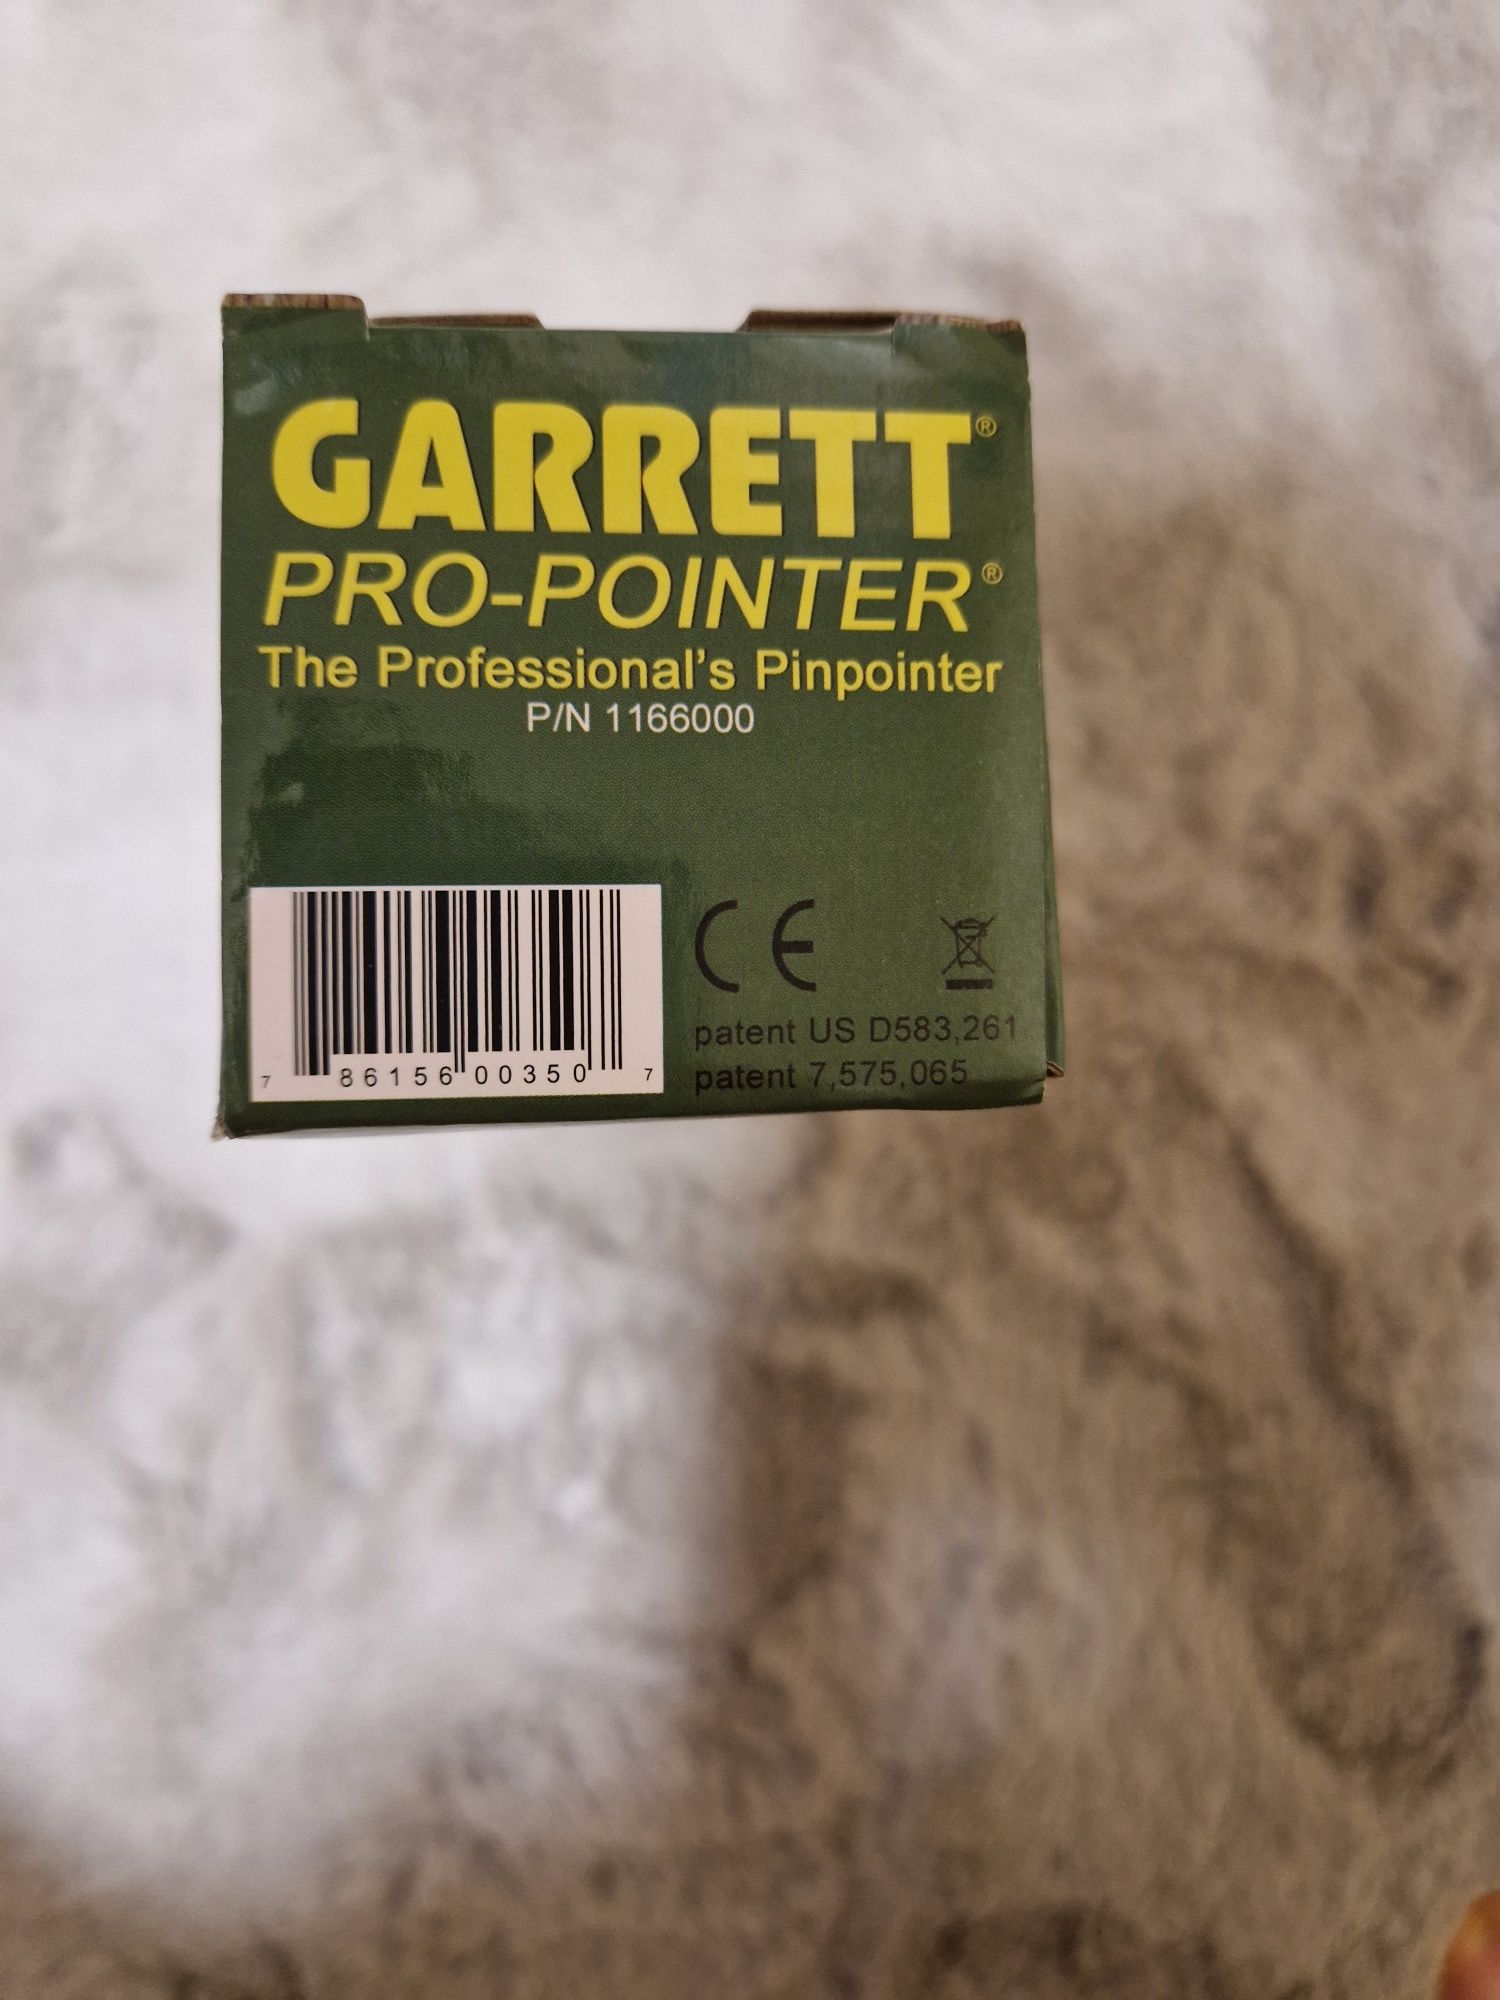 GARRETT®
PRO-POINTER®
The Professional's Pinpointer
P/N 1166000
CE
patent US D583,261
patent 7,575,065
7 86156 00350 7